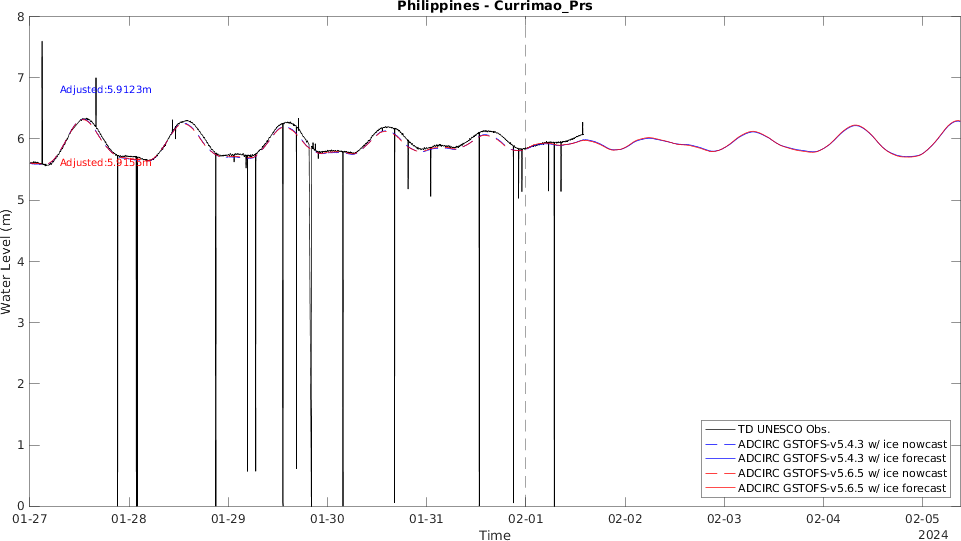 Philippines - Currimao_Prs
8
7
6
5
4
3
2
1
0
Water Level (m)
Adjusted:5.9123m
Adjusted:5.9156m
TD UNESCO Obs.
ADCIRC GSTOFS-v5.4.3 w/ ice nowcast
ADCIRC GSTOFS-v5.4.3 w/ ice forecast
ADCIRC GSTOFS-v5.6.5 w/ ice nowcast
ADCIRC GSTOFS-v5.6.5 w/ ice forecast
01-27 01-28 01-29 01-30 01-31 02-01 02-02 02-03 02-04 02-05
Time
2024